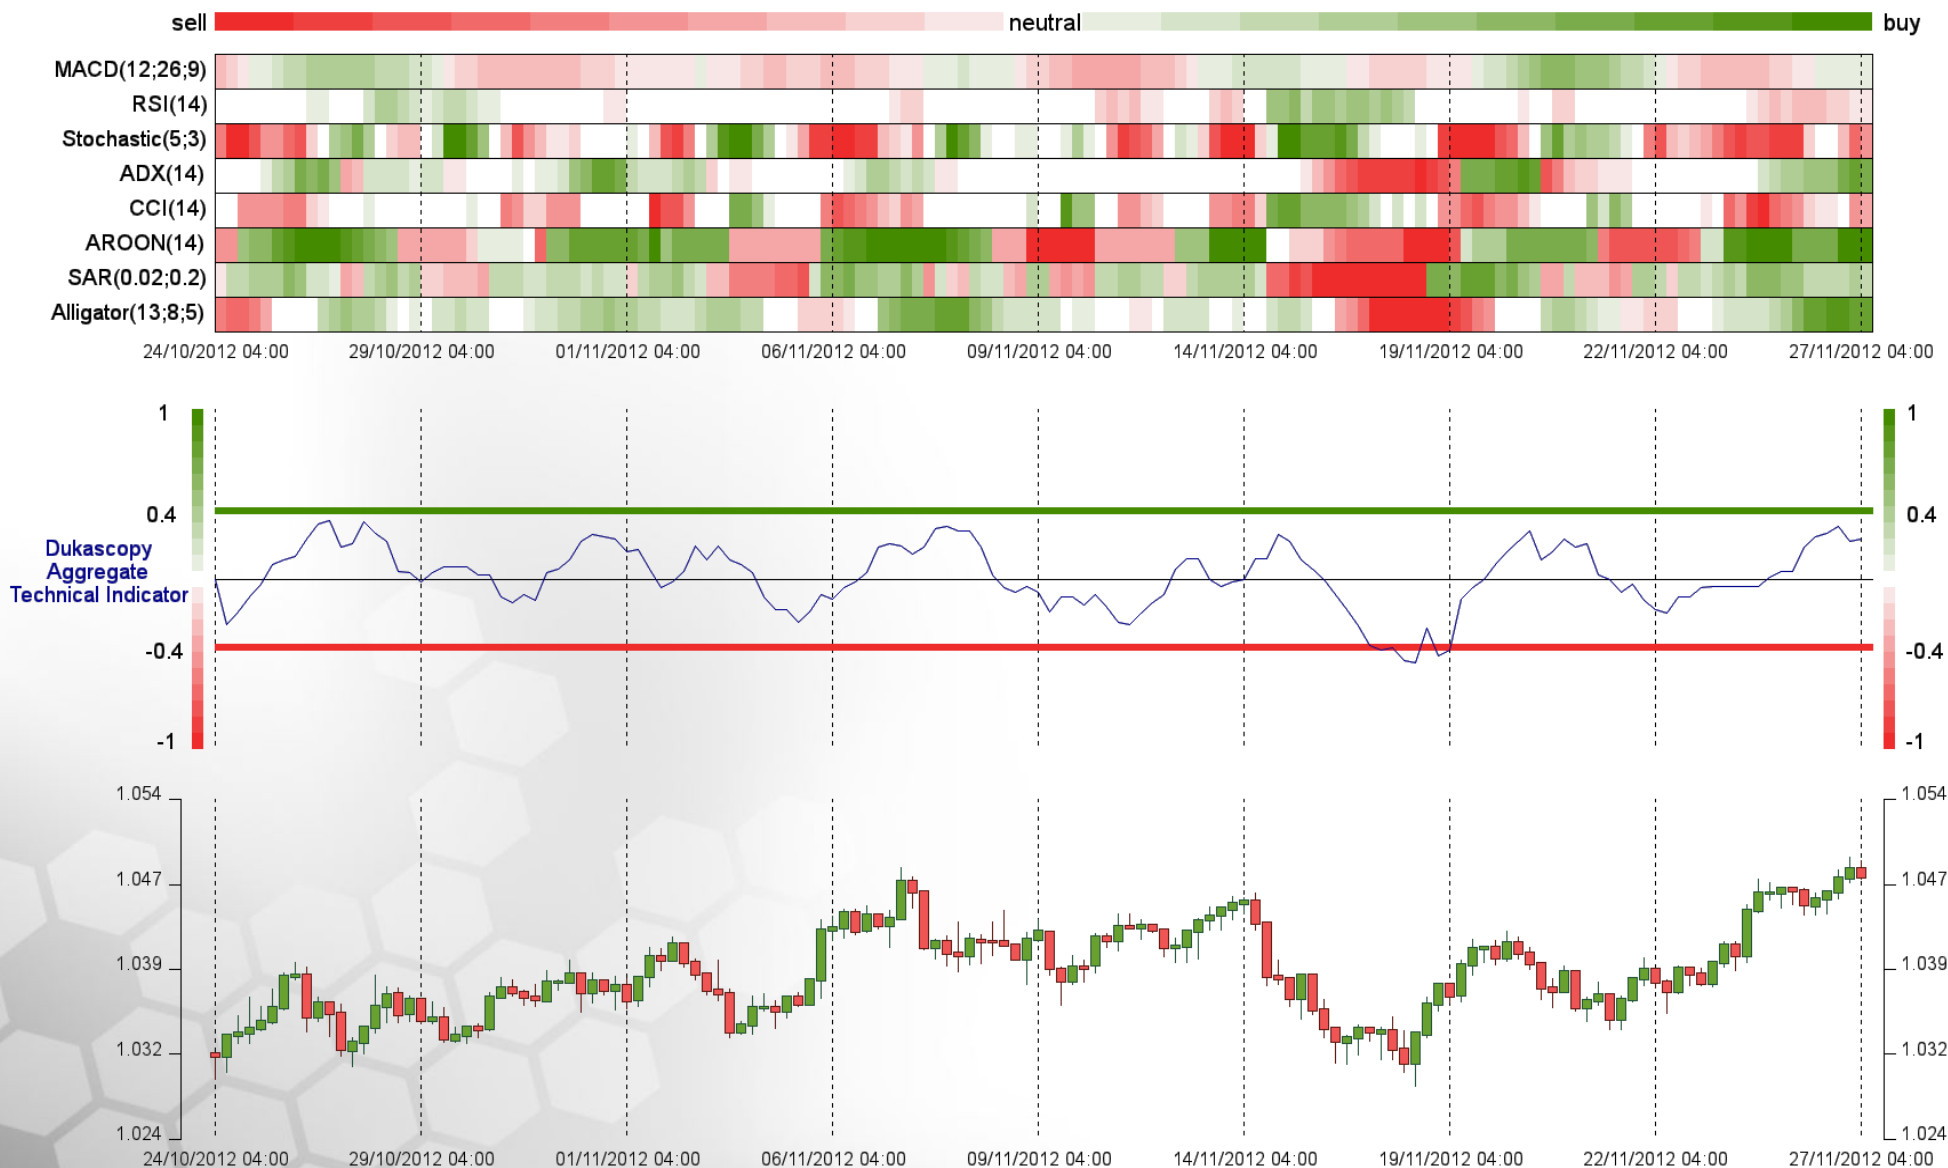 sell neutral buy
MACD(12;26;9)
RSI(14)
Stochastic(5;3)
ADX(14)
CCI(14)
AROON(14)
SAR(0.02;0.2)
Alligator(13;8;5)
24/10/2012 04:00 29/10/2012 04:00 01/11/2012 04:00 06/11/2012 04:00 09/11/2012 04:00 14/11/2012 04:00 19/11/2012 04:00 22/11/2012 04:00 27/11/2012 04:00
1 1
0.4 0.4
Dukascopy
Aggregate
Technical Indicator
-0.4 -0.4
-1 -1
1.054 1.054
1.047 1.047
1.039 1.039
1.032 1.032
1.024 1.024
24/10/2012 04:00 29/10/2012 04:00 01/11/2012 04:00 06/11/2012 04:00 09/11/2012 04:00 14/11/2012 04:00 19/11/2012 04:00 22/11/2012 04:00 27/11/2012 04:00